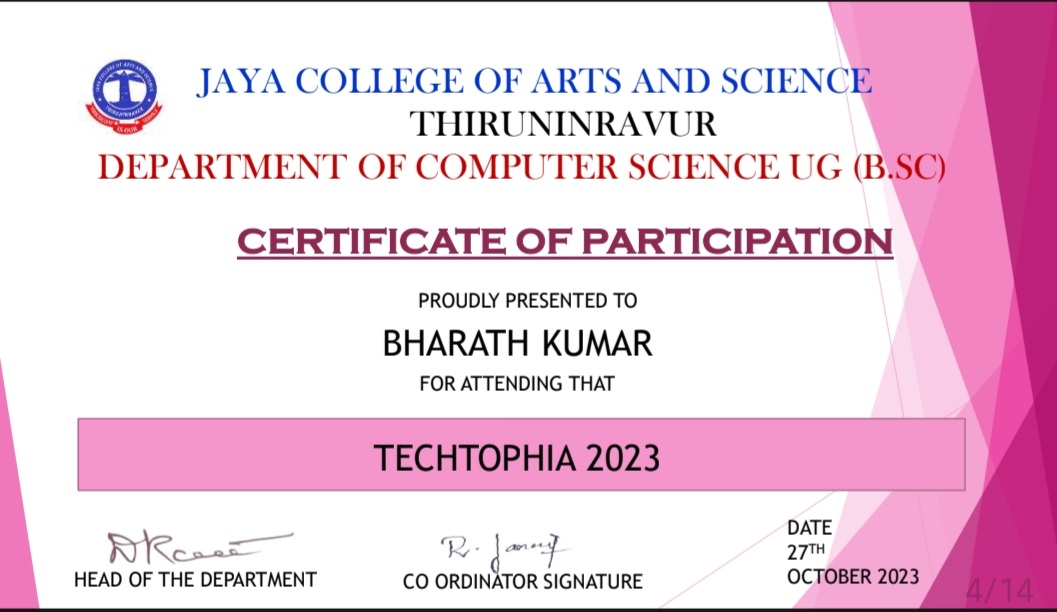 JAYA COLLEGE OF ARTS AND SCIENCE
THIRUNINRAVUR
DEPARTMENT OF COMPUTER SCIENCE UG (B.SC)
CERTIFICATE OF PARTICIPATION
PROUDLY PRESENTED TO
BHARATH KUMAR
FOR ATTENDING THAT
TECHTOPHIA 2023
HEAD OF THE DEPARTMENT
CO ORDINATOR SIGNATURE
DATE
27TH
OCTOBER 2023
4/14